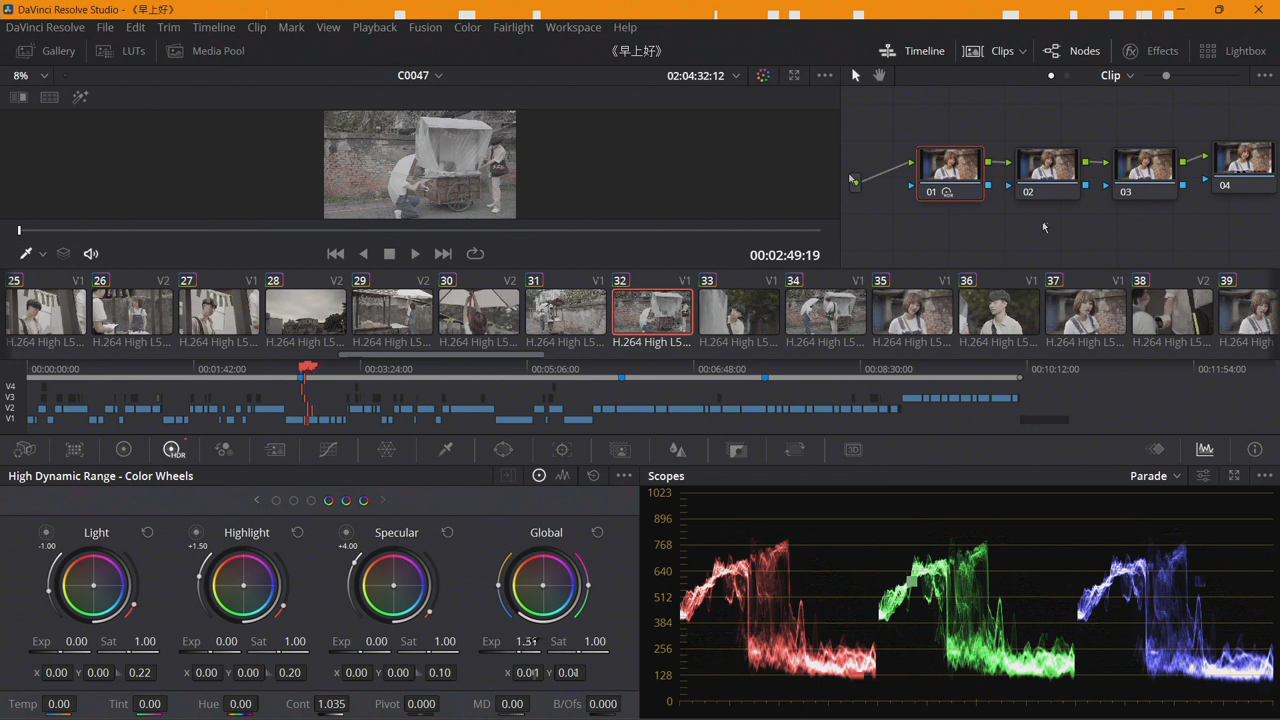 DaVinci Resolve Studio - 《早上好》
DaVinci Resolve File Edit Trim Timeline Clip Mark View Playback Fusion Color Fairlight Workspace Help
Gallery LUTs Media Pool 《早上好》 Timeline Clips Nodes Effects Lightbox
8% C0047 02:04:32:12 Clip
01 HDR 02 03 04
00:02:49:19
25 V1 26 V2 27 V1 28 V2 29 V2 30 V2 31 V1 32 V1 33 V1 34 V1 35 V1 36 V1 37 V1 38 V2 39
H.264 High L5... H.264 High L5... H.264 High L5... H.264 High L5... H.264 High L5... H.264 High L5... H.264 High L5... H.264 High L5... H.264 High L5... H.264 High L5... H.264 High L5... H.264 High L5... H.264 High L5... H.264 High L5... H.264 High L
00:00:00:00 00:01:42:00 00:03:24:00 00:05:06:00 00:06:48:00 00:08:30:00 00:10:12:00 00:11:54:00
V4
V3
V2
V1
HDR 3D
High Dynamic Range - Color Wheels
Scopes Parade
Light Highlight Specular Global
-1.00 +1.50 +4.00
Exp 0.00 Sat 1.00 Exp 0.00 Sat 1.00 Exp 0.00 Sat 1.00 Exp Sat 1.00
X 0.00 Y 0.00 0.22 X 0.00 Y 0.00 0.20 X 0.00 Y 0.00 0.10 X Y
Temp 0.00 Tint 0.00 Hue 0.00 Cont 1.035 Pivot 0.000 MD 0.00 B/Ofs 0.000
1023
896
768
640
512
384
256
128
0